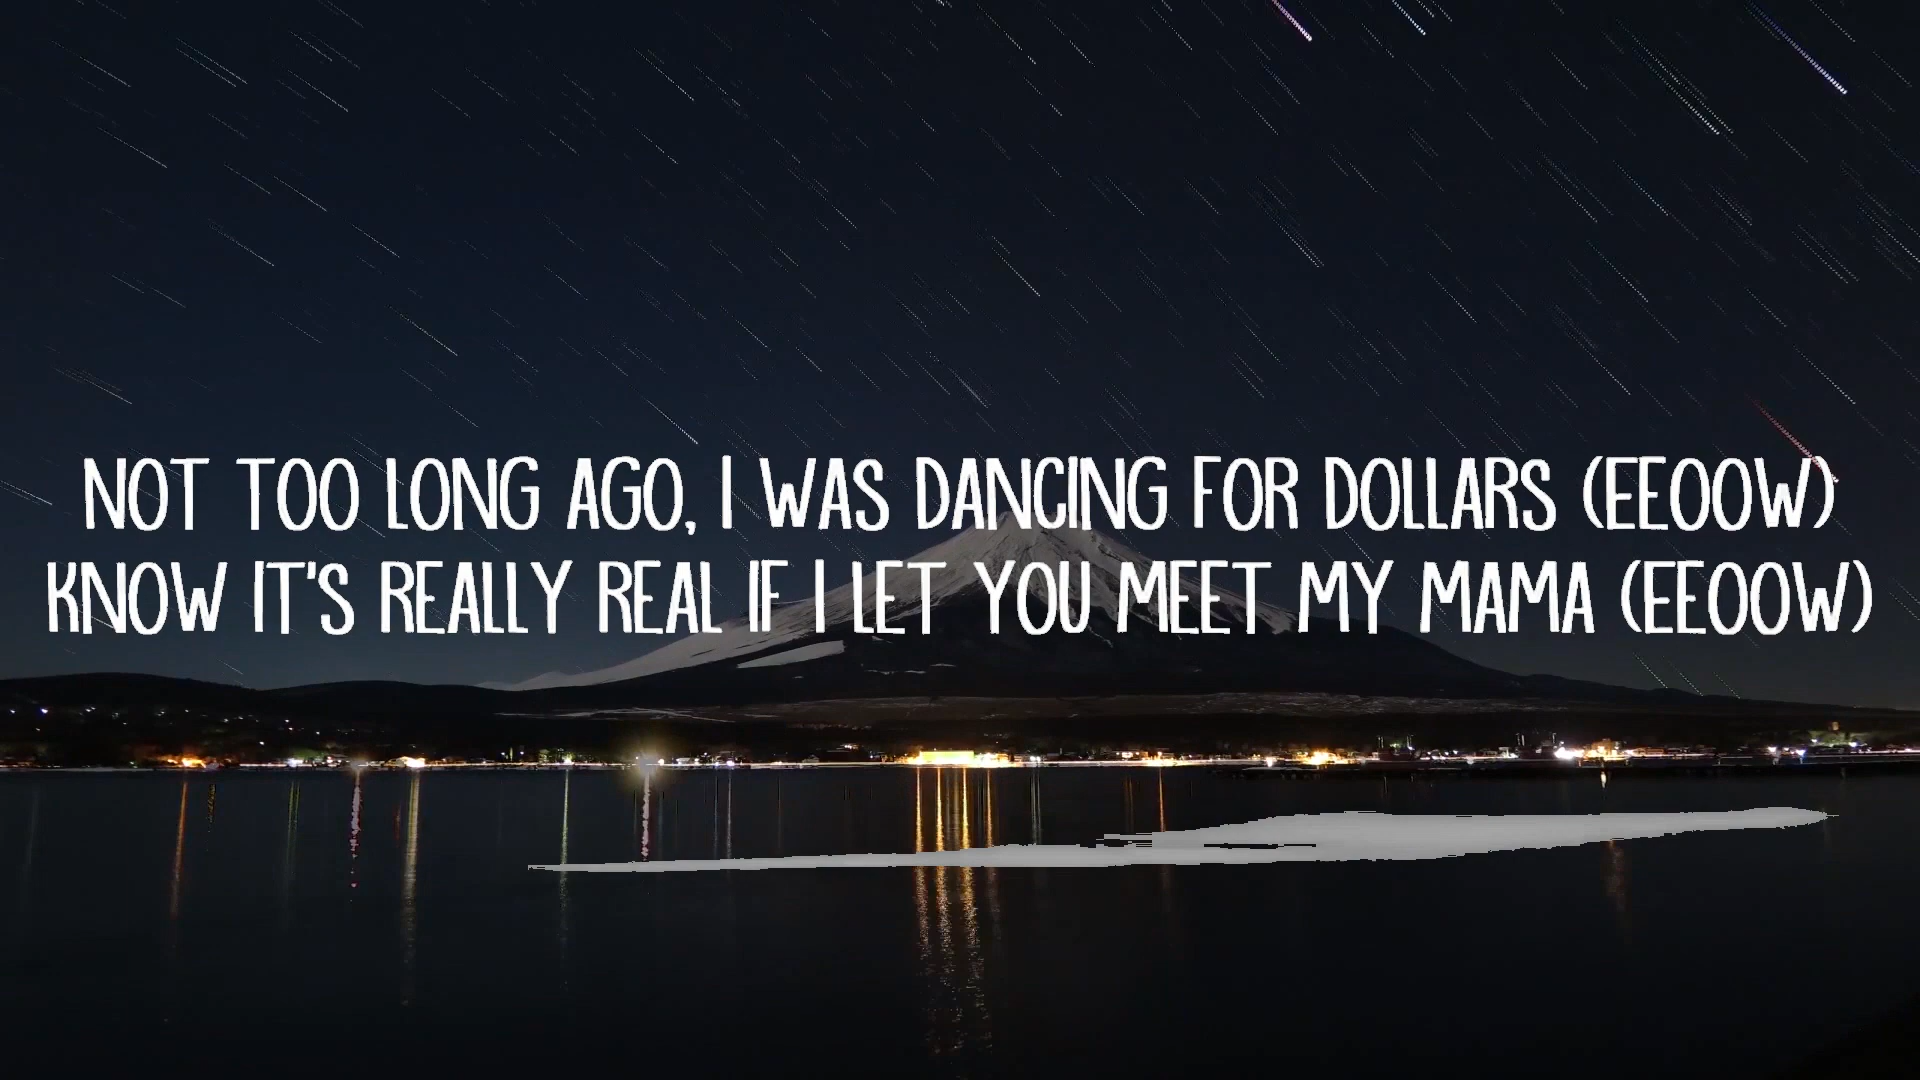 NOT TOO LONG AGO, I WAS DANCING FOR DOLLARS (EEOOW)
KNOW IT'S REALLY REAL IF I LET YOU MEET MY MAMA (EEOOW)